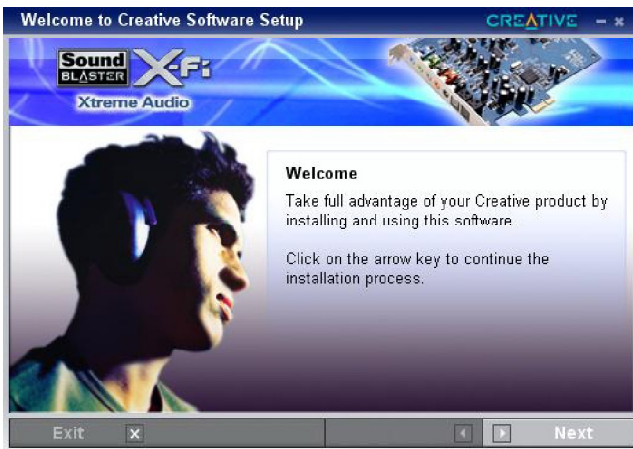 Welcome to Creative Software Setup
CREATIVE
Sound
BLASTER
X-Fi
Xtreme Audio
Welcome
Take full advantage of your Creative product by
installing and using this software
Click on the arrow key to continue the
installation process.
Exit
Next